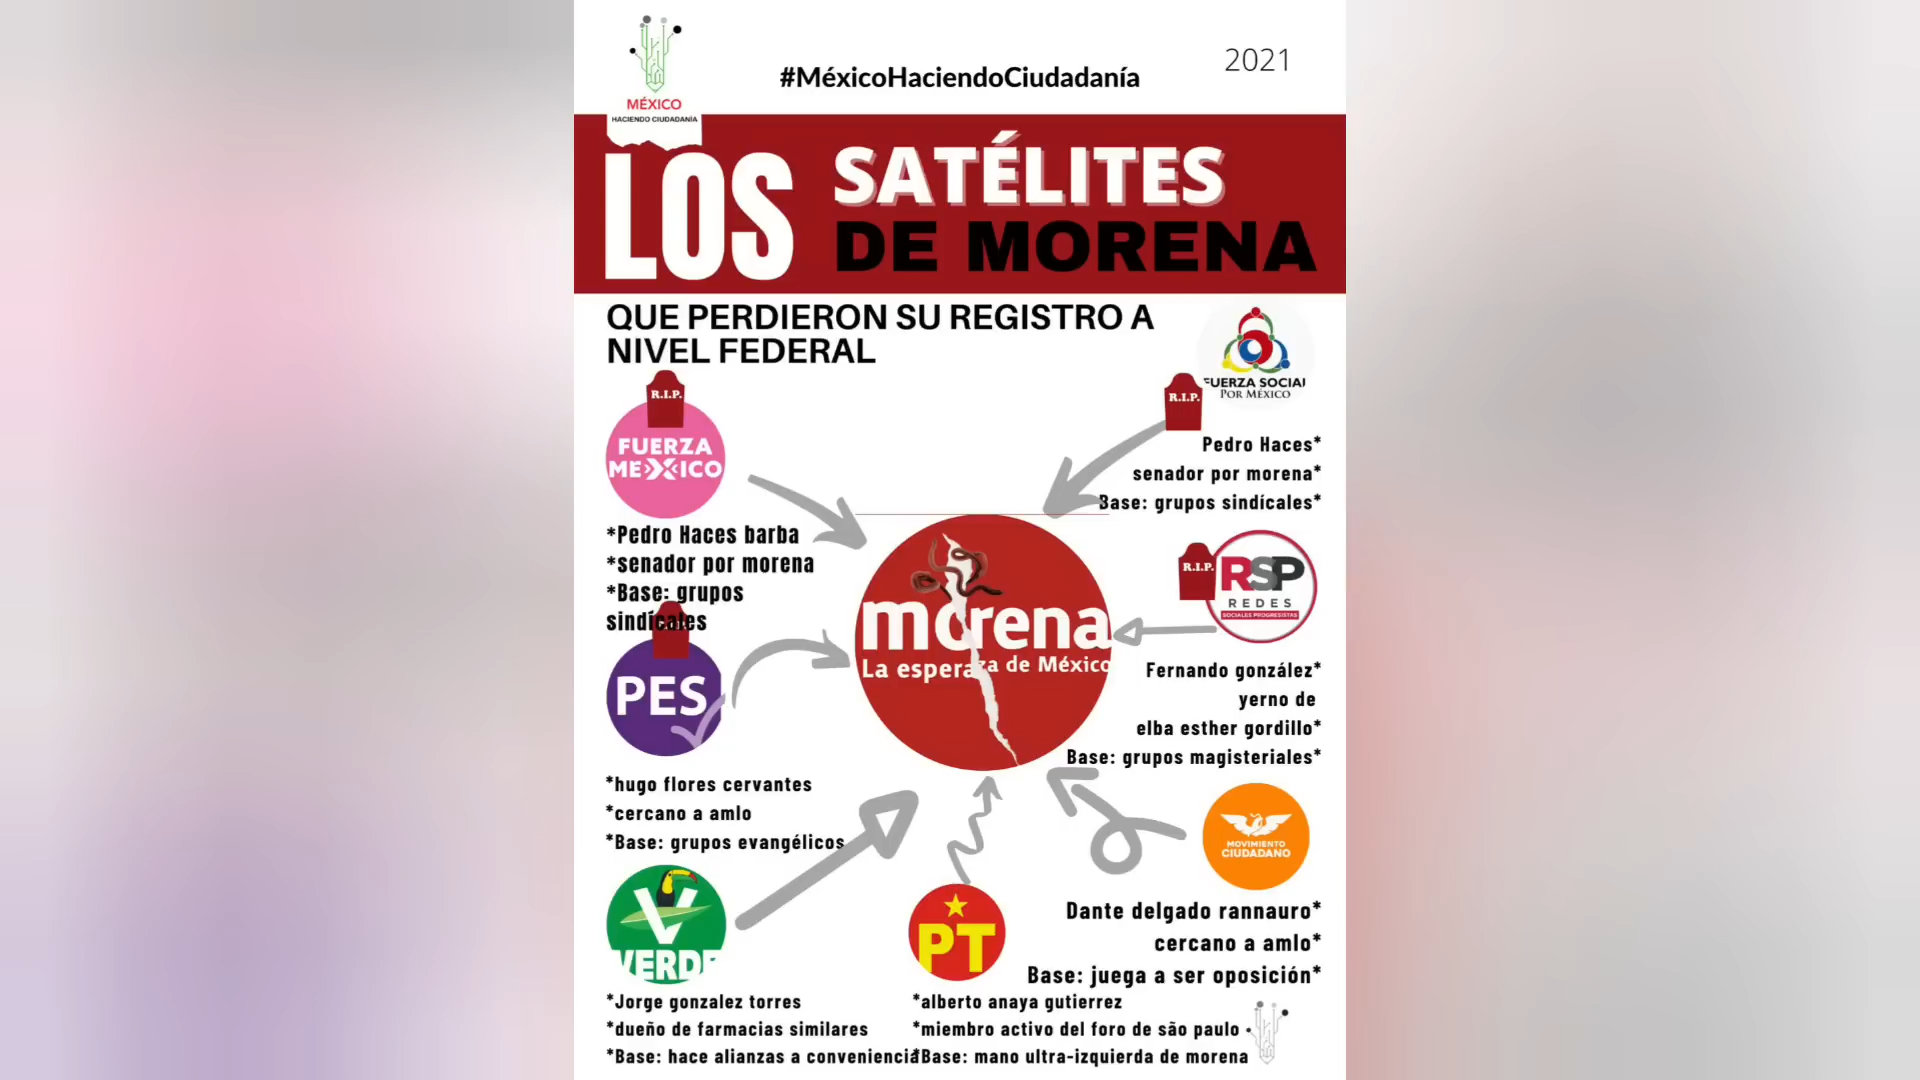 MÉXICO
HACIENDO CIUDADANÍA
#MéxicoHaciendoCiudadanía
2021
LOS
SATÉLITES
DE MORENA
QUE PERDIERON SU REGISTRO A
NIVEL FEDERAL
FUERZA SOCIAL
POR MÉXICO
R.I.P.
Pedro Haces*
senador por morena*
Base: grupos sindícales*
R.I.P.
FUERZA
MEXICO
*Pedro Haces barba
*senador por morena
*Base: grupos
sindícales
morena
La esperanza de México
R.I.P.
RSP
REDES
SOCIALES PROGRESISTAS
Fernando gonzález*
yerno de
elba esther gordillo*
Base: grupos magisteriales*
PES
*hugo flores cervantes
*cercano a amlo
*Base: grupos evangélicos
MOVIMIENTO
CIUDADANO
Dante delgado rannauro*
cercano a amlo*
Base: juega a ser oposición*
VERDE
*Jorge gonzalez torres
*dueño de farmacias similares
*Base: hace alianzas a conveniencia
PT
*alberto anaya gutierrez
*miembro activo del foro de são paulo
*Base: mano ultra-izquierda de morena